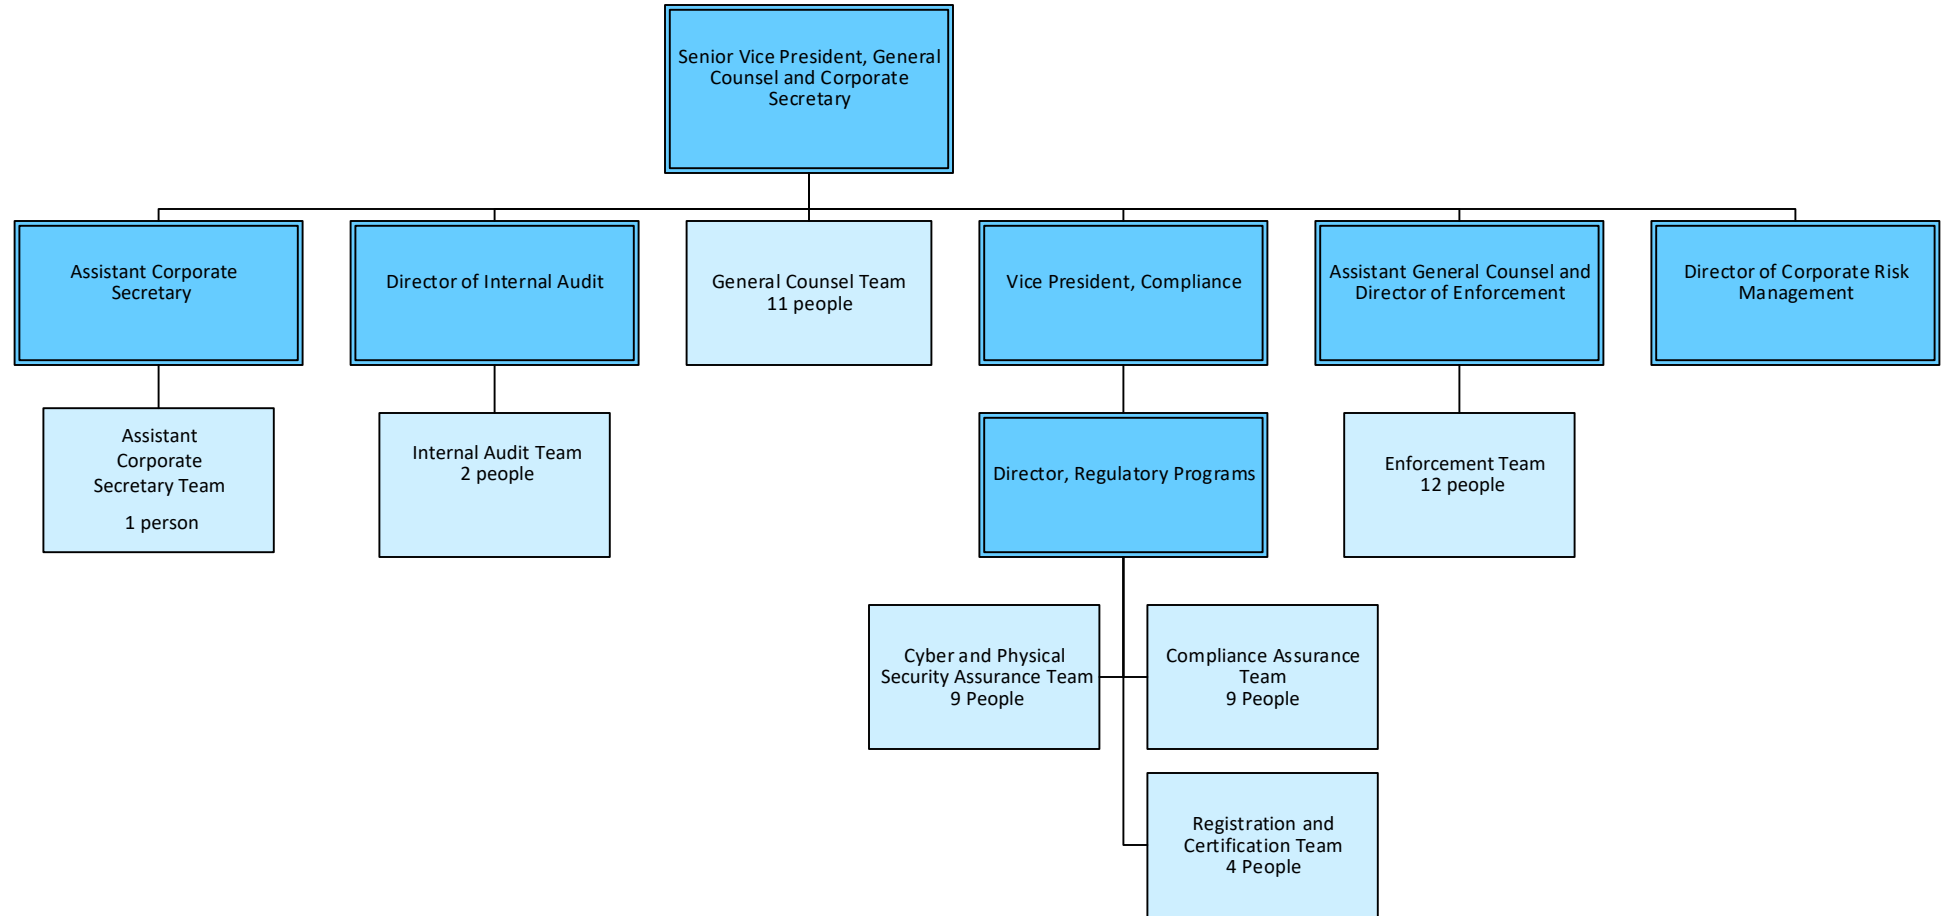 Senior Vice President, General
Counsel and Corporate
Secretary
Assistant Corporate
Secretary
Director of Internal Audit
General Counsel Team
11 people
Vice President, Compliance
Assistant General Counsel and
Director of Enforcement
Director of Corporate Risk
Management
Assistant
Corporate
Secretary Team
1 person
Internal Audit Team
2 people
Director, Regulatory Programs
Enforcement Team
12 people
Cyber and Physical
Security Assurance Team
9 People
Compliance Assurance
Team
9 People
Registration and
Certification Team
4 People